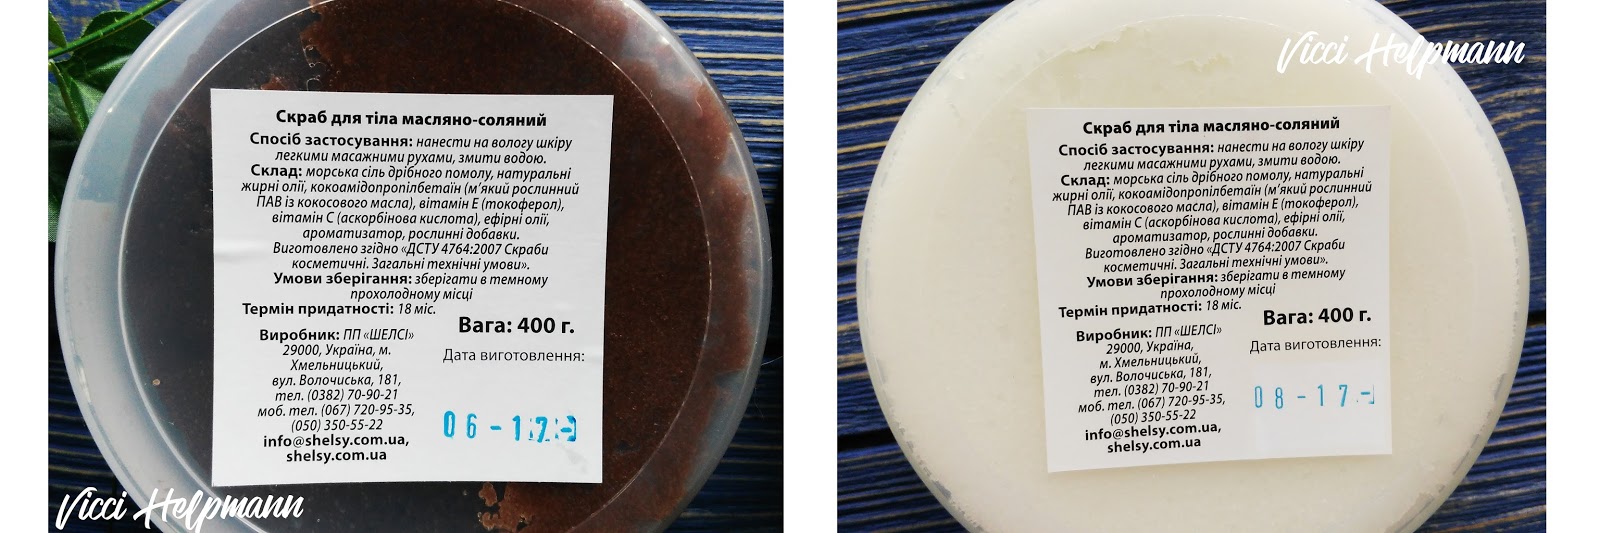 Скраб для тіла масляно-соляний
Спосіб застосування: нанести на вологу шкіру
легкими масажними рухами, змити водою.
Склад: морська сіль дрібного помолу, натуральні
жирні олії, кокоамідопропілбетаїн (м’який рослинний
ПАВ із кокосового масла), вітамін Е (токоферол),
вітамін С (аскорбінова кислота), ефірні олії,
ароматизатор, рослинні добавки.
Виготовлено згідно «ДСТУ 4764:2007 Скраби
косметичні. Загальні технічні умови».
Умови зберігання: зберігати в темному
прохолодному місці
Термін придатності: 18 міс.
Виробник: ПП «ШЕЛСІ»
29000, Україна, м.
Хмельницький,
вул. Волочиська, 181,
тел. (0382) 70-90-21
моб. тел. (067) 720-95-35,
(050) 350-55-22
info@shelsy.com.ua,
shelsy.com.ua
Вага: 400 г.
Дата виготовлення:
06-17
Vicci Helpmann
Vicci Helpmann
Скраб для тіла масляно-соляний
Спосіб застосування: нанести на вологу шкіру
легкими масажними рухами, змити водою.
Склад: морська сіль дрібного помолу, натуральні
жирні олії, кокоамідопропілбетаїн (м’який рослинний
ПАВ із кокосового масла), вітамін Е (токоферол),
вітамін С (аскорбінова кислота), ефірні олії,
ароматизатор, рослинні добавки.
Виготовлено згідно «ДСТУ 4764:2007 Скраби
косметичні. Загальні технічні умови».
Умови зберігання: зберігати в темному
прохолодному місці
Термін придатності: 18 міс.
Виробник: ПП «ШЕЛСІ»
29000, Україна,
м. Хмельницький,
вул. Волочиська, 181,
тел. (0382) 70-90-21
моб. тел. (067) 720-95-35,
(050) 350-55-22
info@shelsy.com.ua,
shelsy.com.ua
Вага: 400 г.
Дата виготовлення:
08-17